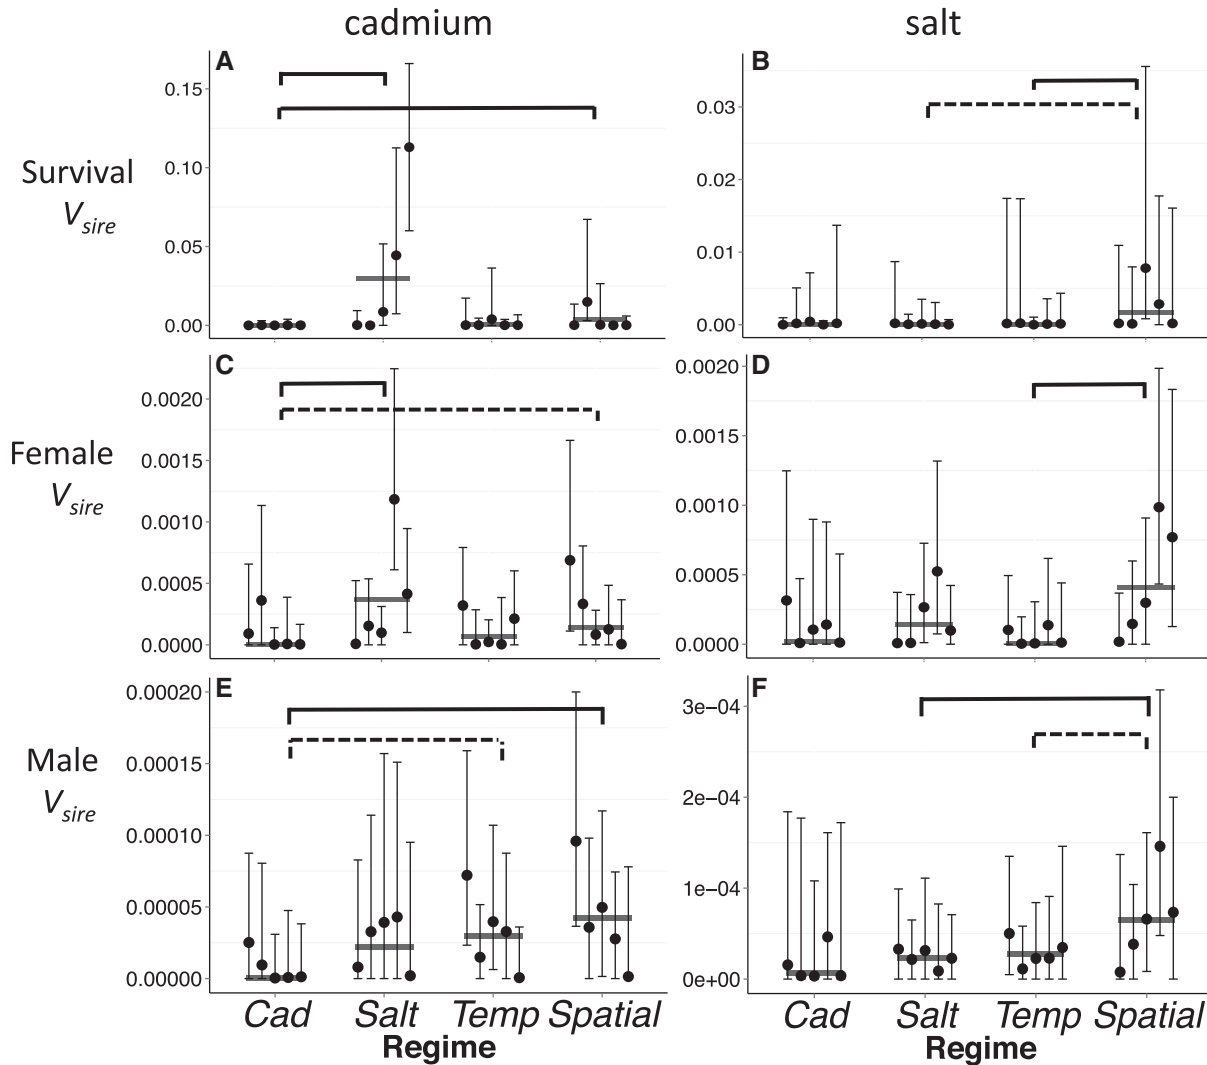 cadmium
salt
Survival
Vsire
Female
Vsire
Male
Vsire
A
0.15
0.10
0.05
0.00
B
0.03
0.02
0.01
0.00
C
0.0020
0.0015
0.0010
0.0005
0.0000
D
0.0020
0.0015
0.0010
0.0005
0.0000
E
0.00020
0.00015
0.00010
0.00005
0.00000
F
3e−04
2e−04
1e−04
0e+00
Cad Salt Temp Spatial
Regime
Cad Salt Temp Spatial
Regime